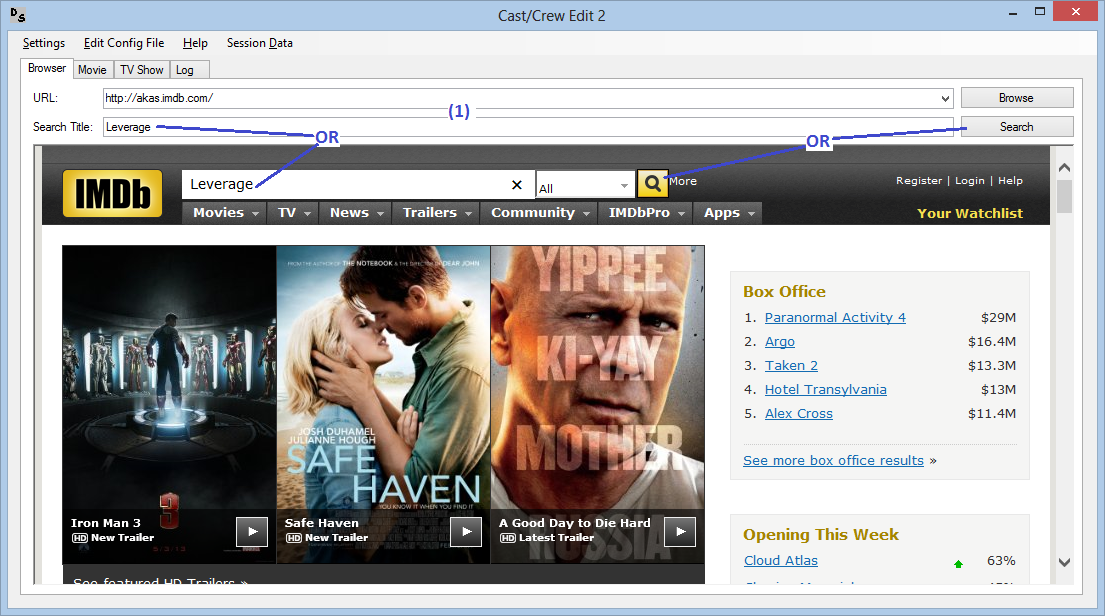 DS
Cast/Crew Edit 2
Settings Edit Config File Help Session Data
Browser Movie TV Show Log
URL: http://akas.imdb.com/ Browse
(1)
Search Title: Leverage Search
OR OR
IMDb Leverage All More Register | Login | Help
Movies TV News Trailers Community IMDbPro Apps Your Watchlist
FROM THE AUTHOR OF THE NOTEBOOK & THE DIRECTOR OF DEAR JOHN
JOSH DUHAMEL
JULIANNE HOUGH
SAFE
HAVEN
YOU KNOW IT WHEN YOU FIND IT
YIPPEE
KI-YAY
MOTHER
RUSSIA
3
5/3/13
Iron Man 3
HD New Trailer
Safe Haven
HD New Trailer
A Good Day to Die Hard
HD Latest Trailer
See featured HD Trailers »
Box Office
1. Paranormal Activity 4 $29M
2. Argo $16.4M
3. Taken 2 $13.3M
4. Hotel Transylvania $13M
5. Alex Cross $11.4M
See more box office results »
Opening This Week
Cloud Atlas 63%